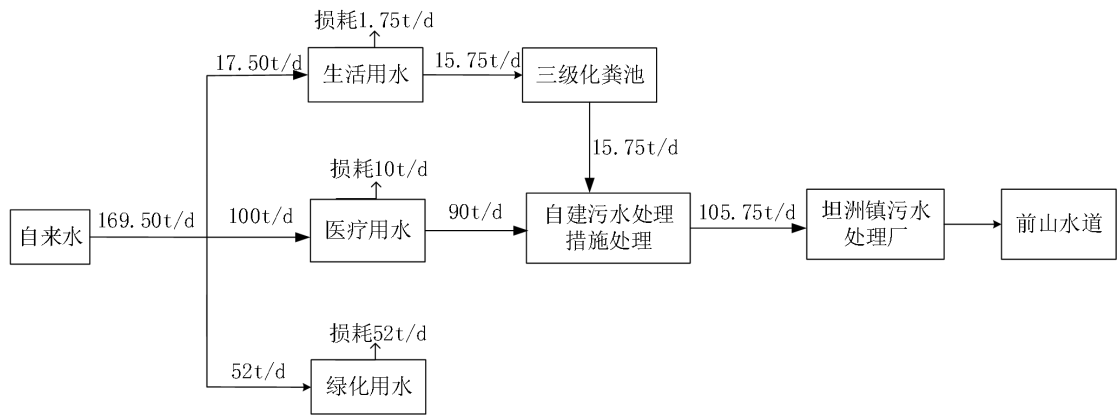 损耗1.75t/d
17.50t/d
生活用水
15.75t/d
三级化粪池
15.75t/d
损耗10t/d
自来水
169.50t/d
100t/d
医疗用水
90t/d
自建污水处理
措施处理
105.75t/d
坦洲镇污水
处理厂
前山水道
损耗52t/d
52t/d
绿化用水